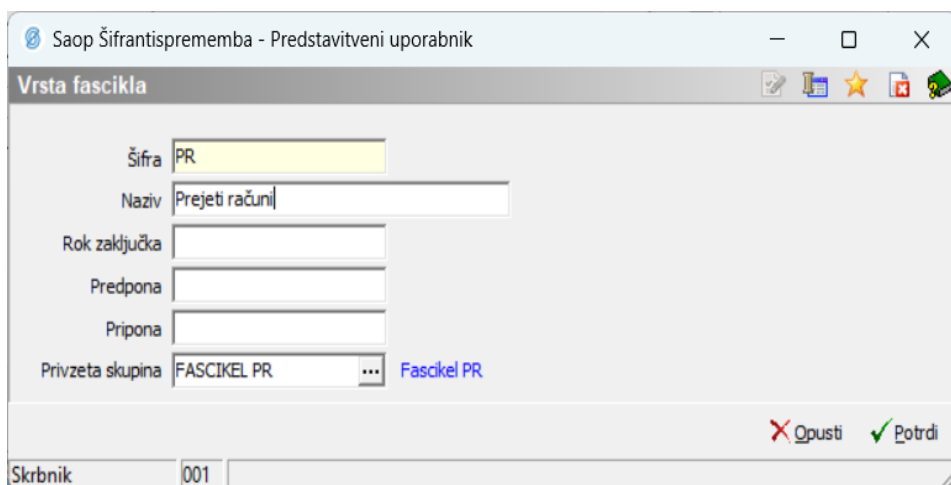 Saop Šifrantisprememba - Predstavitveni uporabnik
Vrsta fascikla
Šifra PR
Naziv Prejeti računi
Rok zaključka
Predpona
Pripona
Privzeta skupina FASCIKEL PR ... Fascikel PR
Opusti Potrdi
Skrbnik 001